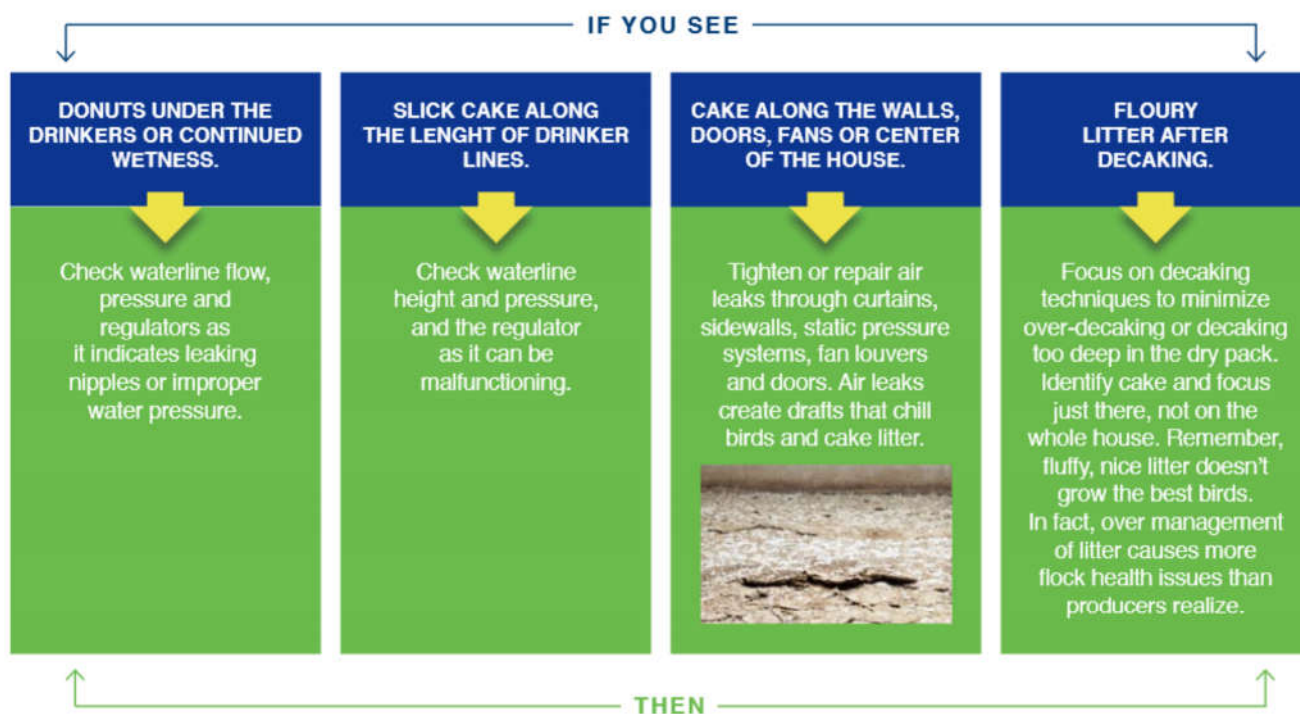 IF YOU SEE
DONUTS UNDER THE
DRINKERS OR CONTINUED
WETNESS.
Check waterline flow,
pressure and
regulators as
it indicates leaking
nipples or improper
water pressure.
SLICK CAKE ALONG
THE LENGHT OF DRINKER
LINES.
Check waterline
height and pressure,
and the regulator
as it can be
malfunctioning.
CAKE ALONG THE WALLS,
DOORS, FANS OR CENTER
OF THE HOUSE.
Tighten or repair air
leaks through curtains,
sidewalls, static pressure
systems, fan louvers
and doors. Air leaks
create drafts that chill
birds and cake litter.
FLOURY
LITTER AFTER
DECAKING.
Focus on decaking
techniques to minimize
over-decaking or decaking
too deep in the dry pack.
Identify cake and focus
just there, not on the
whole house. Remember,
fluffy, nice litter doesn't
grow the best birds.
In fact, over management
of litter causes more
flock health issues than
producers realize.
THEN